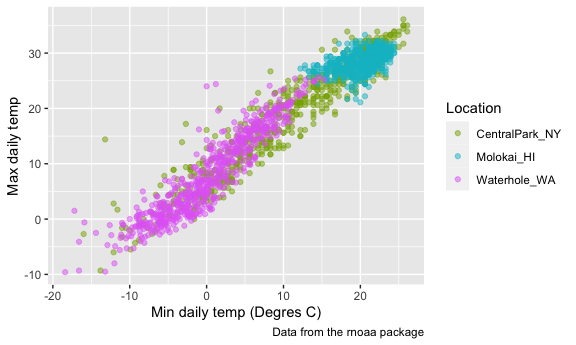 Max daily temp
30
20
10
0
-10
-20
-10
0
10
20
Min daily temp (Degres C)
Location
CentralPark_NY
Molokai_HI
Waterhole_WA
Data from the rnoaa package